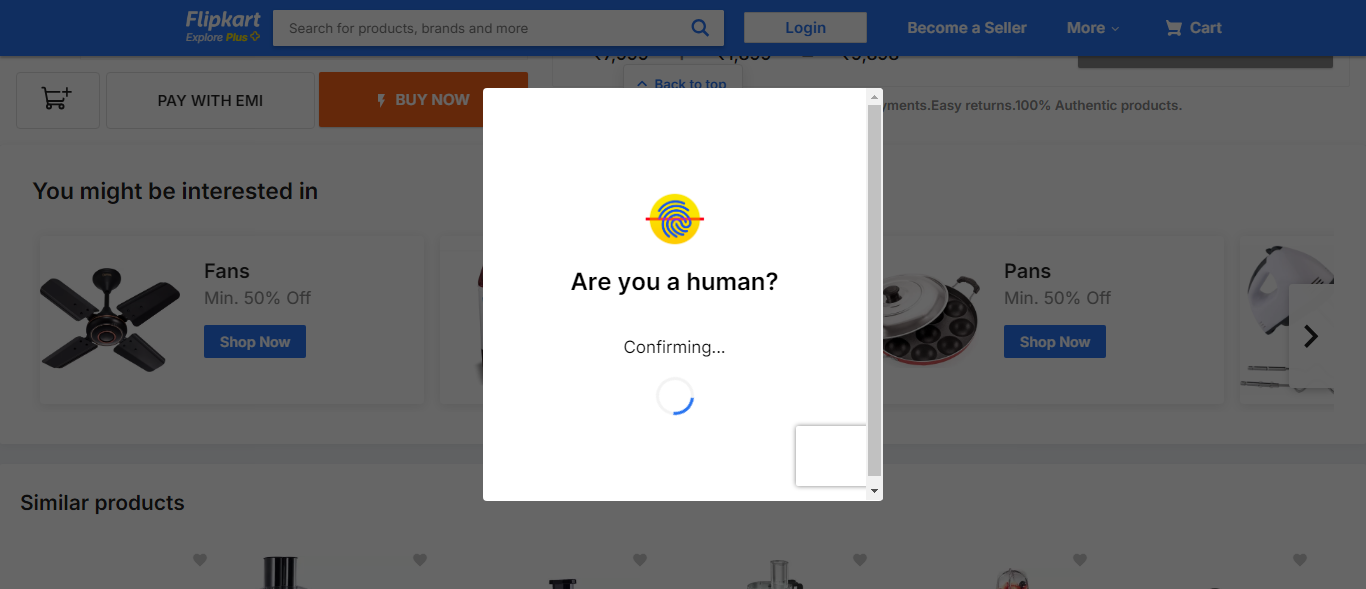 Flipkart
Explore Plus
Search for products, brands and more
Login
Become a Seller
More
Cart
Back to top
PAY WITH EMI
BUY NOW
yments.Easy returns.100% Authentic products.
You might be interested in
Are you a human?
Confirming...
Fans
Min. 50% Off
Shop Now
Pans
Min. 50% Off
Shop Now
Similar products